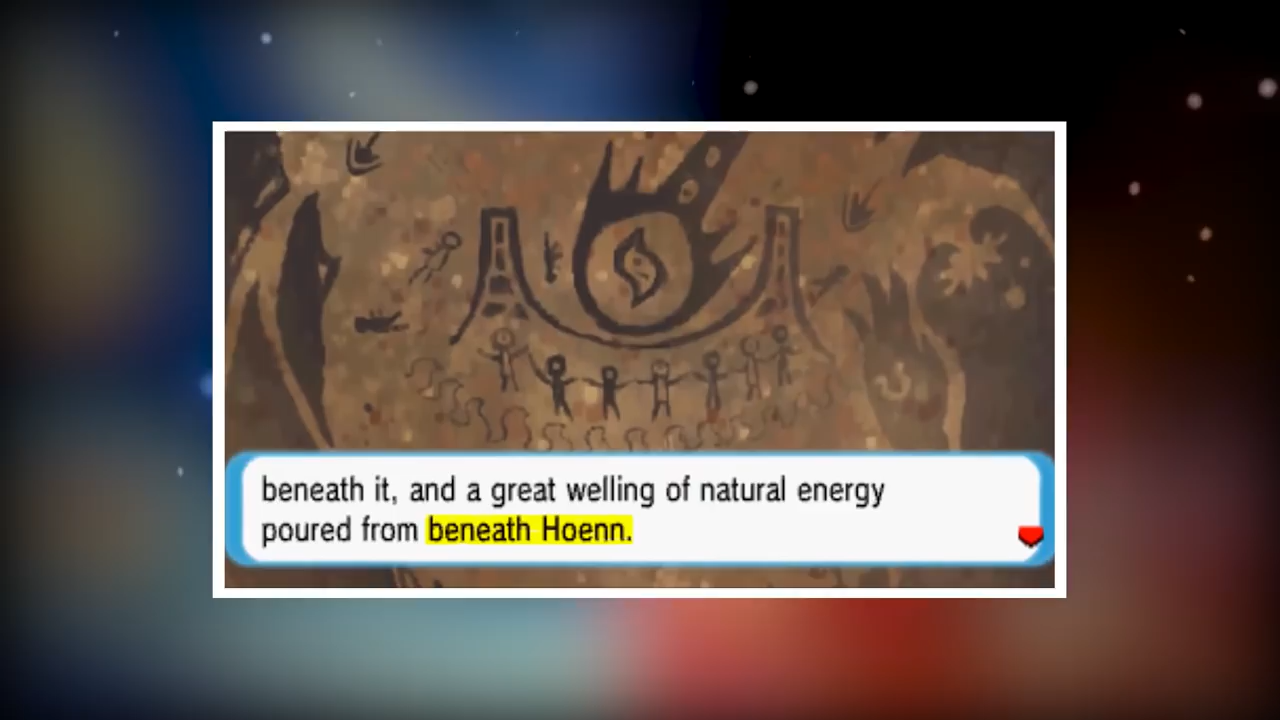 beneath it, and a great welling of natural energy
poured from beneath Hoenn.